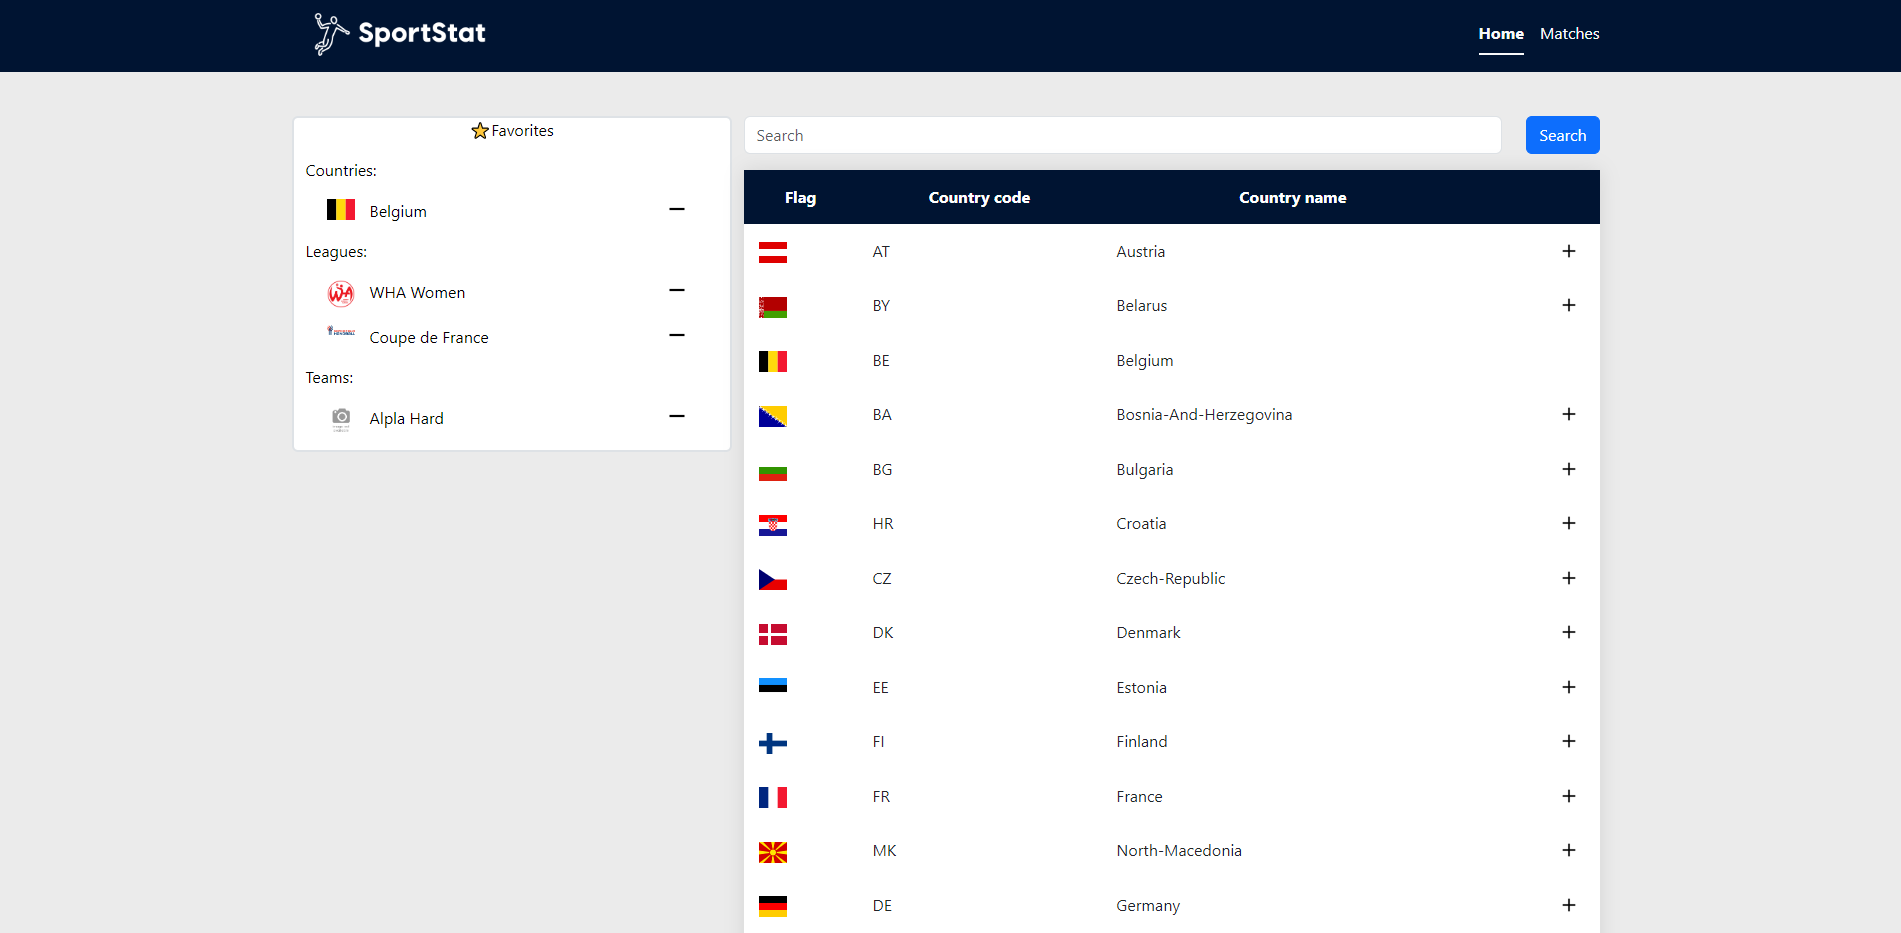 SportStat
Home Matches
Favorites
Countries:
Belgium
Leagues:
WHA Women
Coupe de France
Teams:
Alpla Hard
Search Search
Flag Country code Country name
AT Austria
BY Belarus
BE Belgium
BA Bosnia-And-Herzegovina
BG Bulgaria
HR Croatia
CZ Czech-Republic
DK Denmark
EE Estonia
FI Finland
FR France
MK North-Macedonia
DE Germany